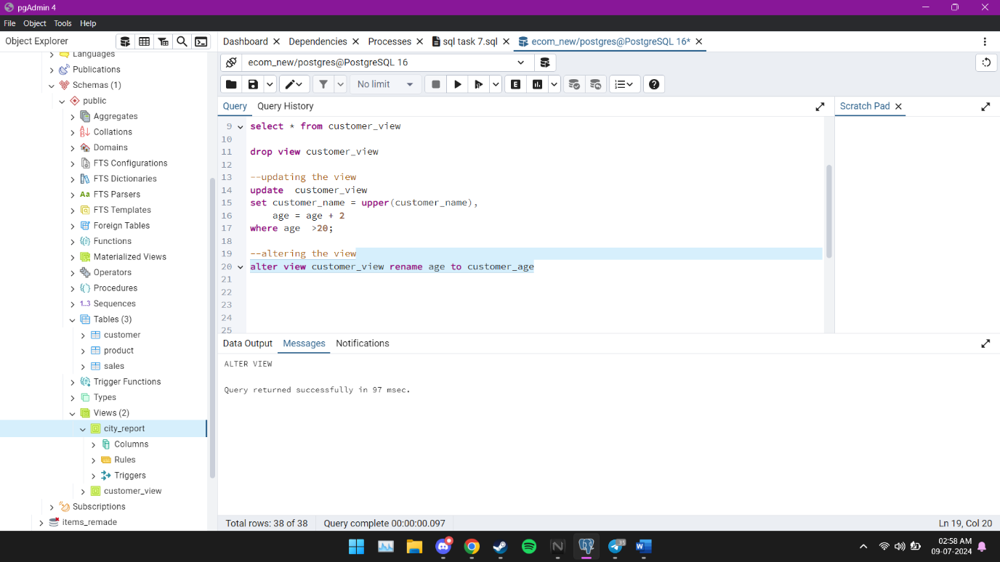 pgAdmin 4
File Object Tools Help
Object Explorer
Dashboard Dependencies Processes sql task 7.sql ecom_new/postgres@PostgreSQL 16*
ecom_new/postgres@PostgreSQL 16
No limit
E
Query Query History
Scratch Pad
Languages
Publications
Schemas (1)
public
Aggregates
Collations
Domains
FTS Configurations
FTS Dictionaries
Aa FTS Parsers
FTS Templates
Foreign Tables
Functions
Materialized Views
Operators
Procedures
1..3 Sequences
Tables (3)
customer
product
sales
Trigger Functions
Types
Views (2)
city_report
Columns
Rules
Triggers
customer_view
Subscriptions
items_remade
9 select * from customer_view
10
11 drop view customer_view
12
13 --updating the view
14 update  customer_view
15 set customer_name = upper(customer_name),
16     age = age + 2
17 where age  >20;
18
19 --altering the view
20 alter view customer_view rename age to customer_age
21
22
23
24
25
Data Output Messages Notifications
ALTER VIEW
Query returned successfully in 97 msec.
Total rows: 38 of 38 Query complete 00:00:00.097 Ln 19, Col 20
35
02:58 AM
09-07-2024